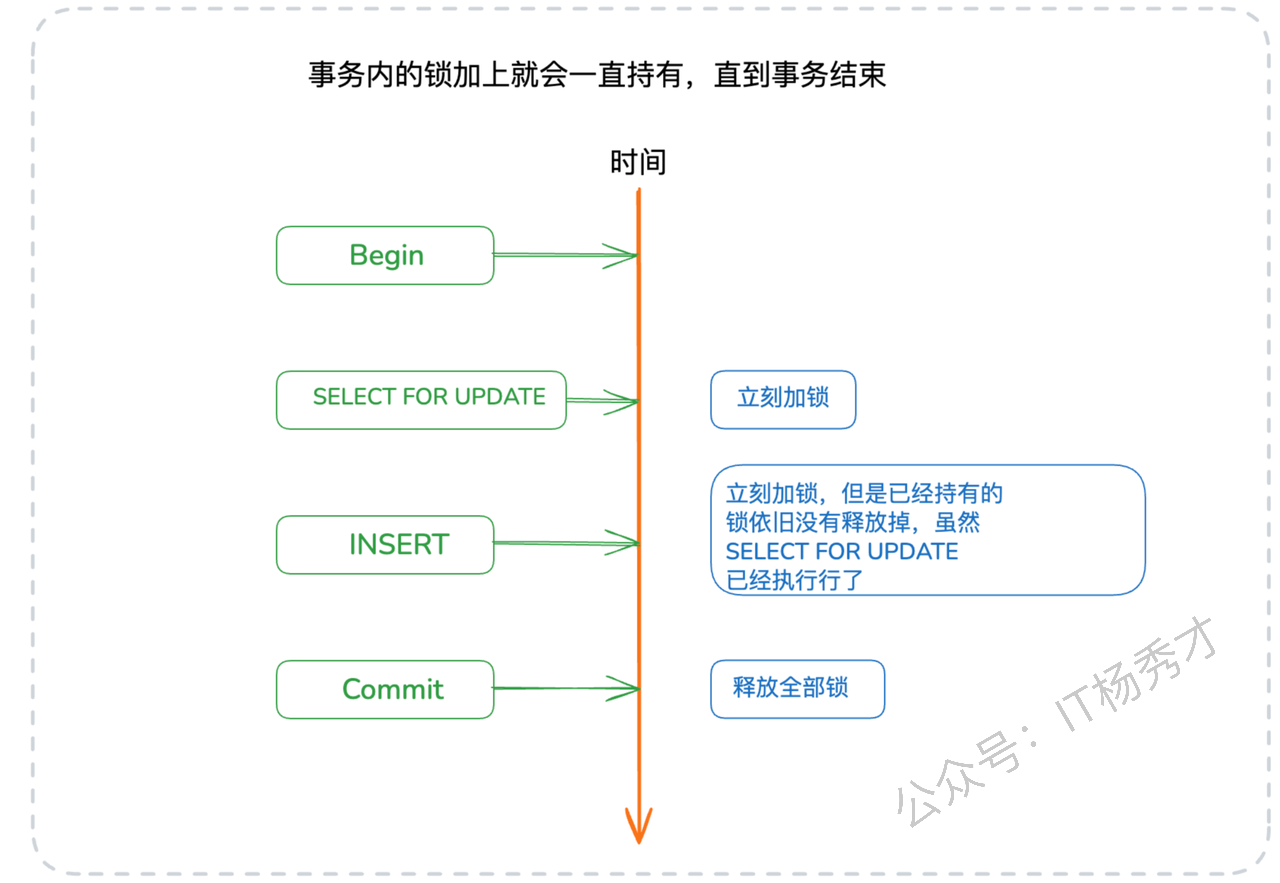 事务内的锁加上就会一直持有，直到事务结束
时间
Begin
SELECT FOR UPDATE
立刻加锁
立刻加锁，但是已经持有的
锁依旧没有释放掉，虽然
SELECT FOR UPDATE
已经执行行了
INSERT
Commit
释放全部锁
公众号：IT杨秀才